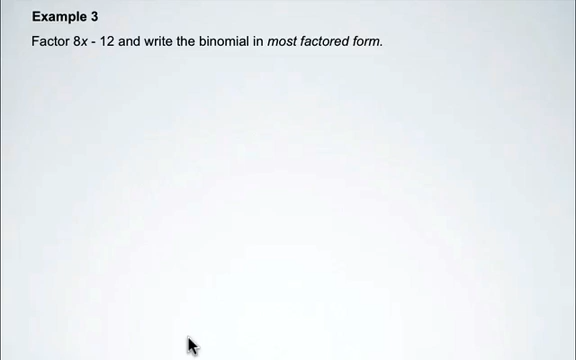 Example 3
Factor 8x - 12 and write the binomial in most factored form.